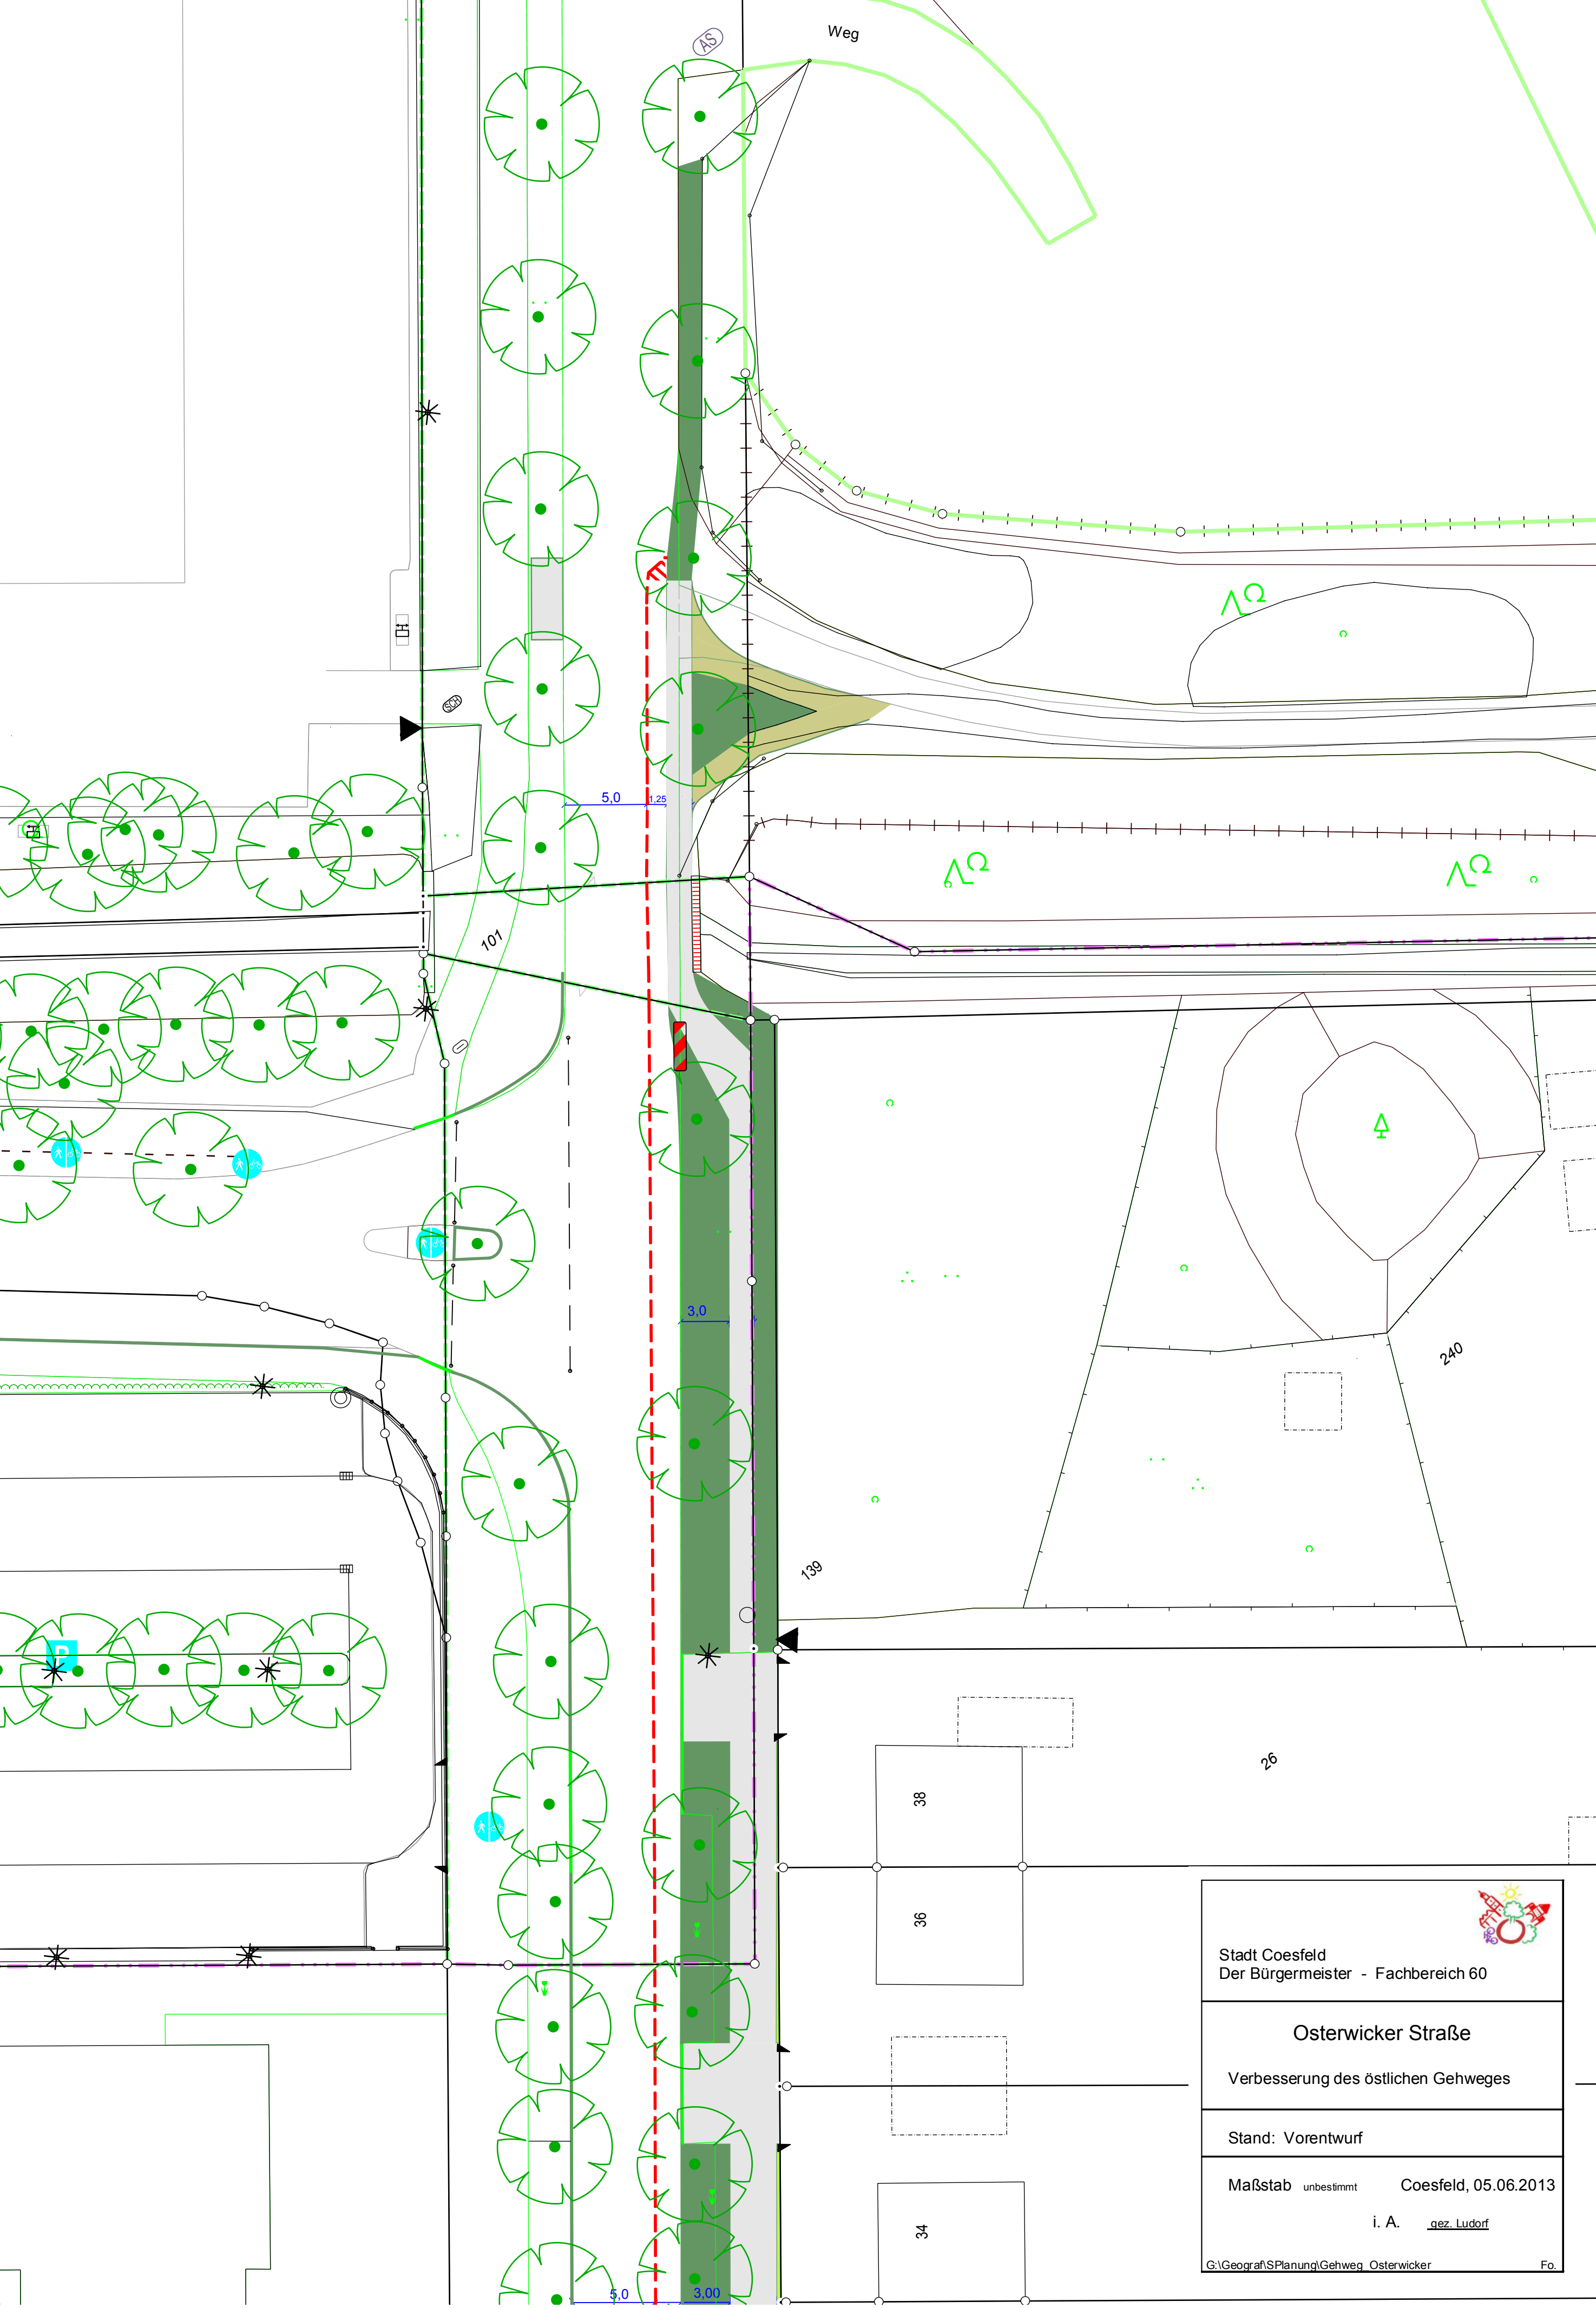 AS
Weg
SCH
5,0
1,25
101
3,0
240
139
P
26
38
36
34
5,0
3,00
Stadt Coesfeld
Der Bürgermeister - Fachbereich 60
Osterwicker Straße
Verbesserung des östlichen Gehweges
Stand: Vorentwurf
Maßstab unbestimmt Coesfeld, 05.06.2013
i. A. gez. Ludorf
G:\Geograf\SPlanung\Gehweg_Osterwicker Fo.